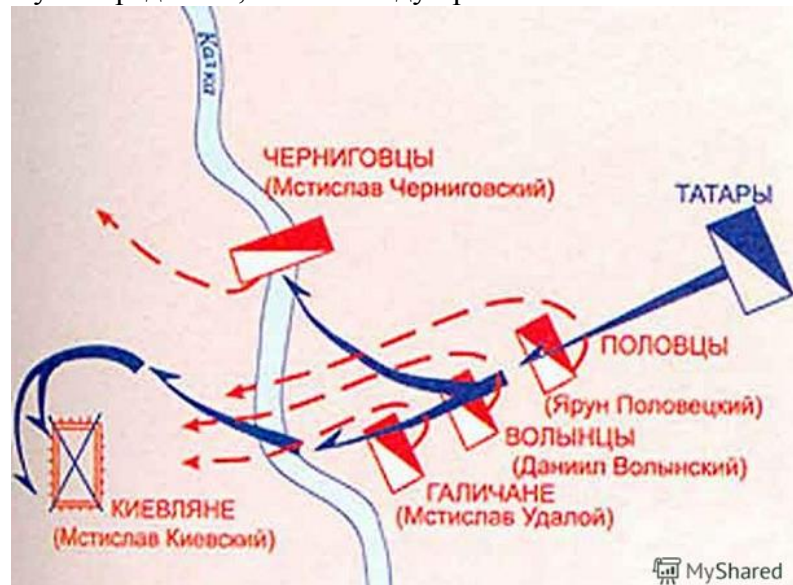 Калка
ЧЕРНИГОВЦЫ
(Мстислав Черниговский)
ТАТАРЫ
ПОЛОВЦЫ
(Ярун Половецкий)
ВОЛЫНЦЫ
(Даниил Волынский)
ГАЛИЧАНЕ
(Мстислав Удалой)
КИЕВЛЯНЕ
(Мстислав Киевский)
MyShared